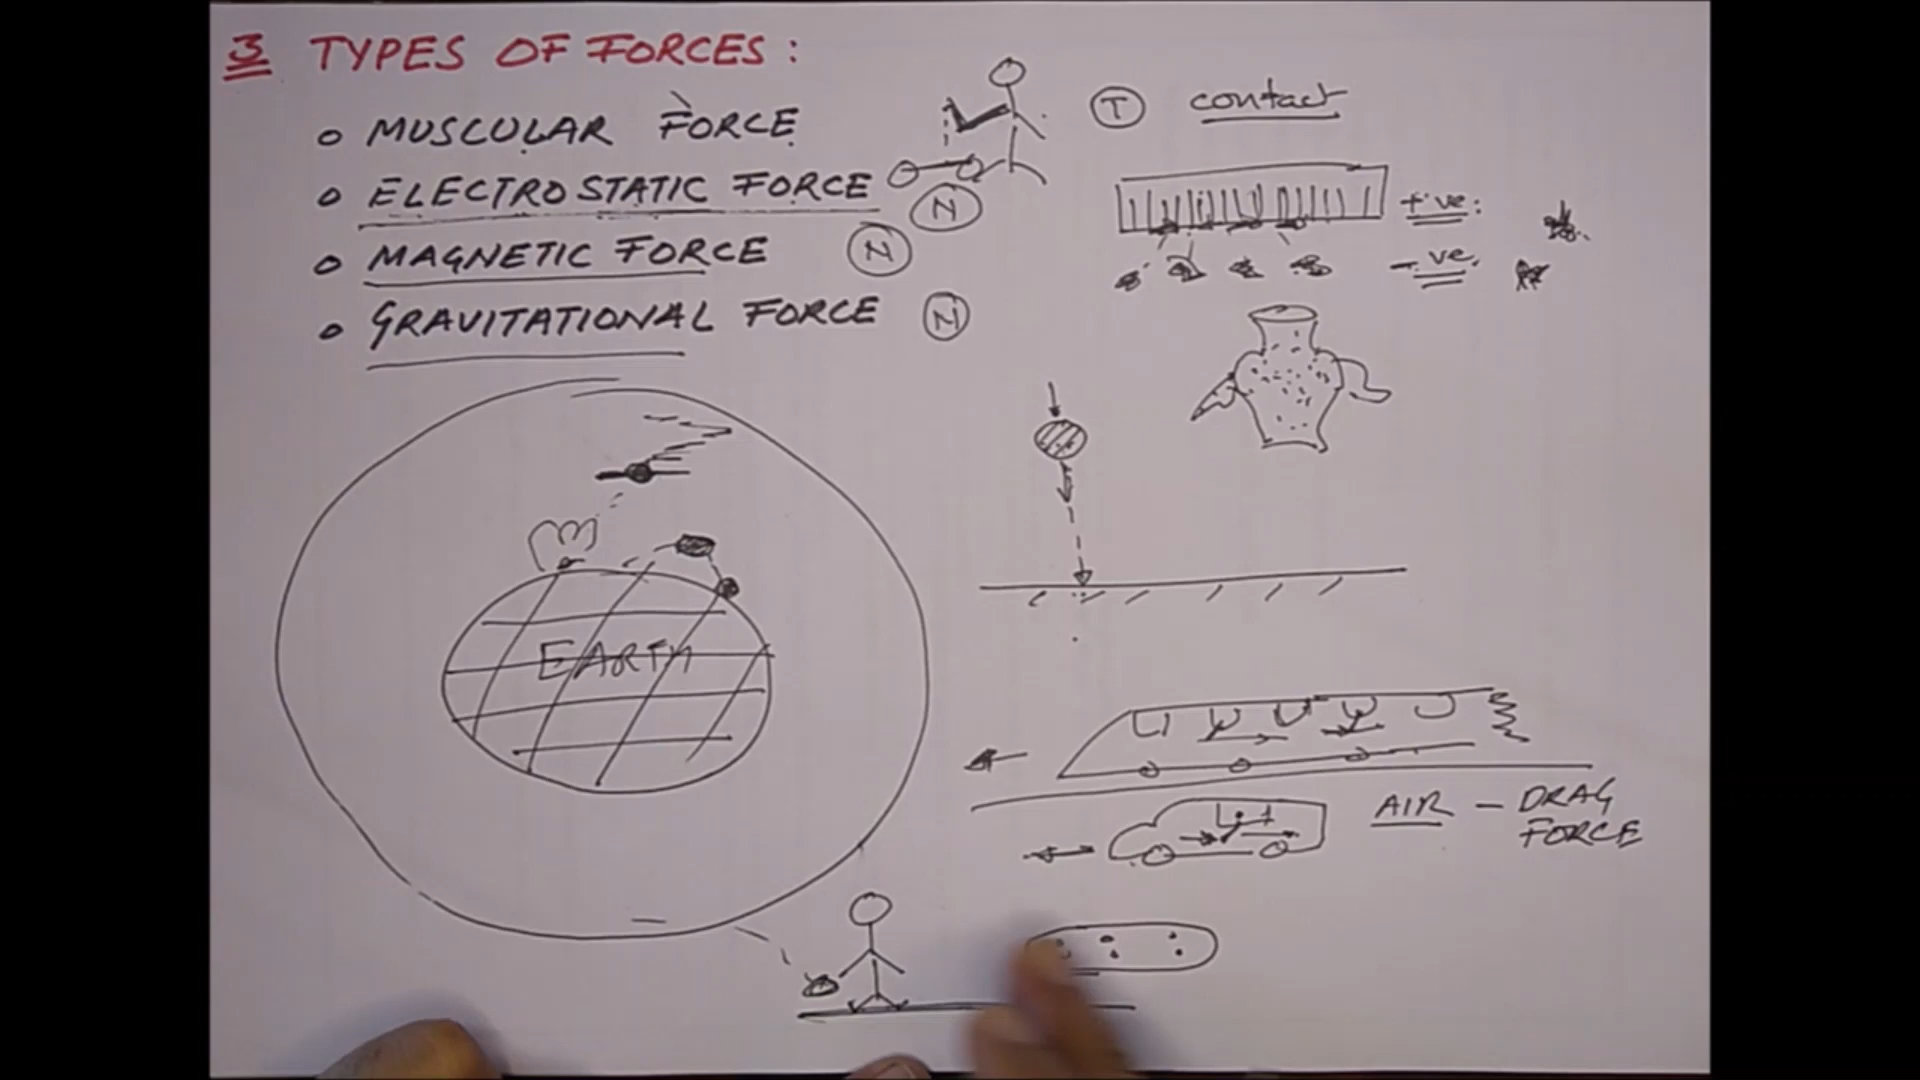 3 TYPES OF FORCES:
o MUSCULAR FORCE
T contact
o ELECTROSTATIC FORCE N
+ve:
-ve.
o MAGNETIC FORCE N
o GRAVITATIONAL FORCE N
EARTH
AIR - DRAG
FORCE